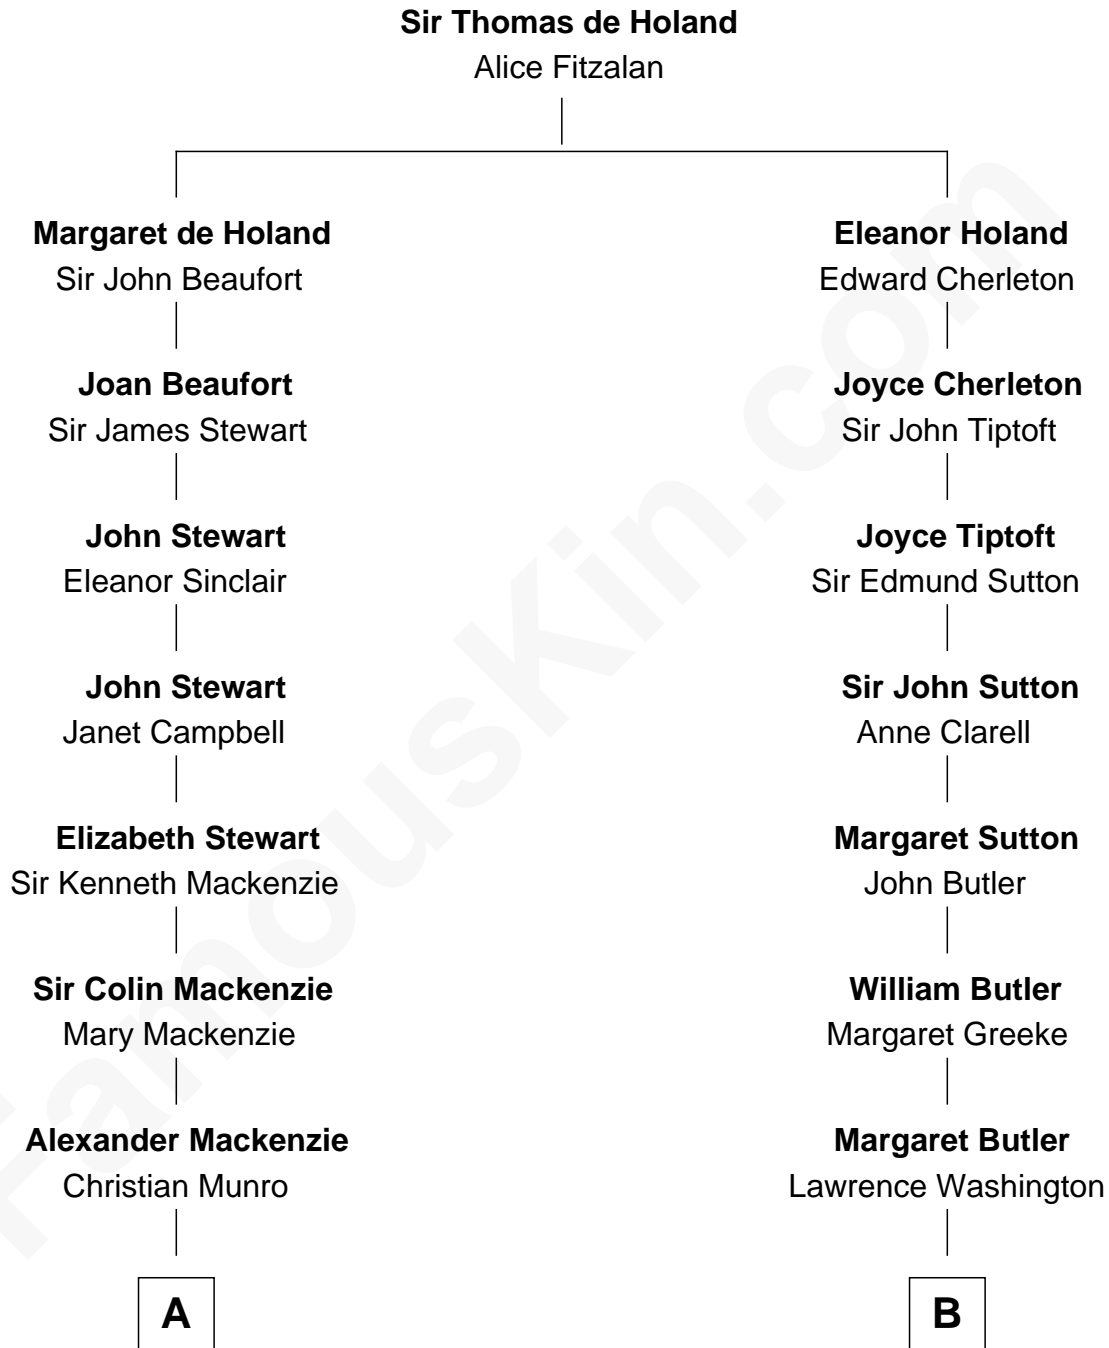 Sir Thomas de Holand
Alice Fitzalan
Margaret de Holand
Sir John Beaufort
Eleanor Holand
Edward Cherleton
Joan Beaufort
Sir James Stewart
Joyce Cherleton
Sir John Tiptoft
John Stewart
Eleanor Sinclair
Joyce Tiptoft
Sir Edmund Sutton
John Stewart
Janet Campbell
Sir John Sutton
Anne Clarell
Elizabeth Stewart
Sir Kenneth Mackenzie
Margaret Sutton
John Butler
Sir Colin Mackenzie
Mary Mackenzie
William Butler
Margaret Greeke
Alexander Mackenzie
Christian Munro
Margaret Butler
Lawrence Washington
A
B
FamousKin.com